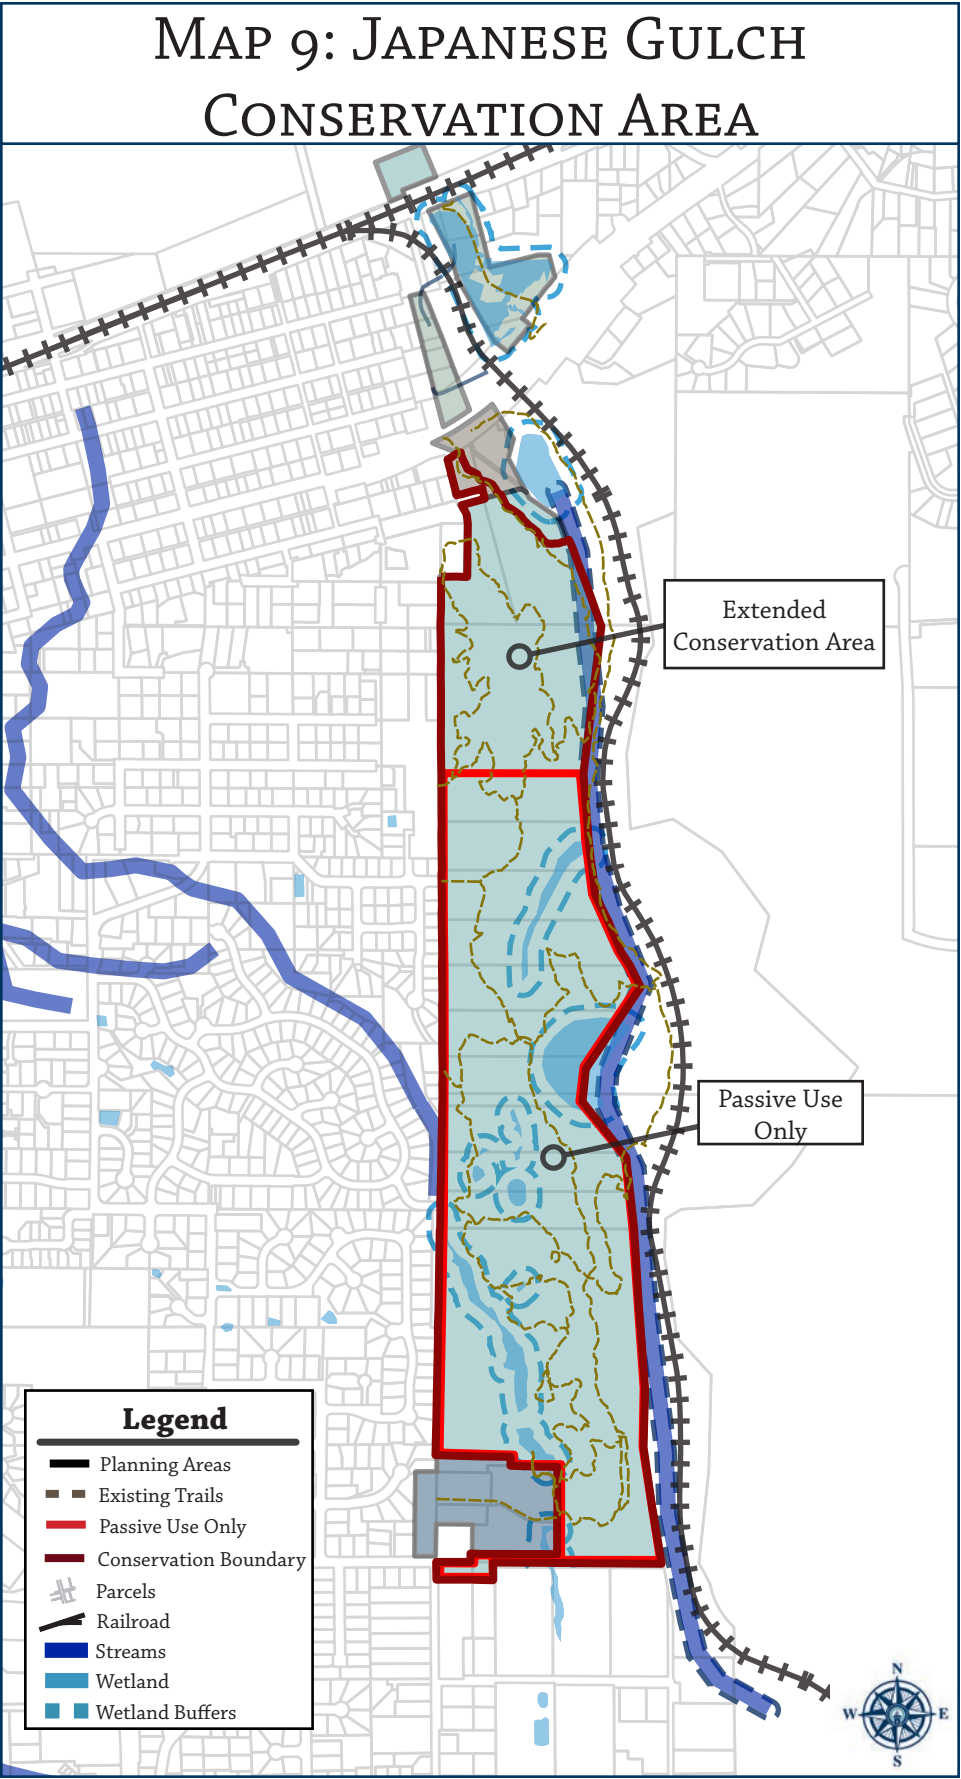 Map 9: Japanese Gulch
Conservation Area
Extended
Conservation Area
Passive Use
Only
Legend
Planning Areas
Existing Trails
Passive Use Only
Conservation Boundary
Parcels
Railroad
Streams
Wetland
Wetland Buffers
N
W E
S